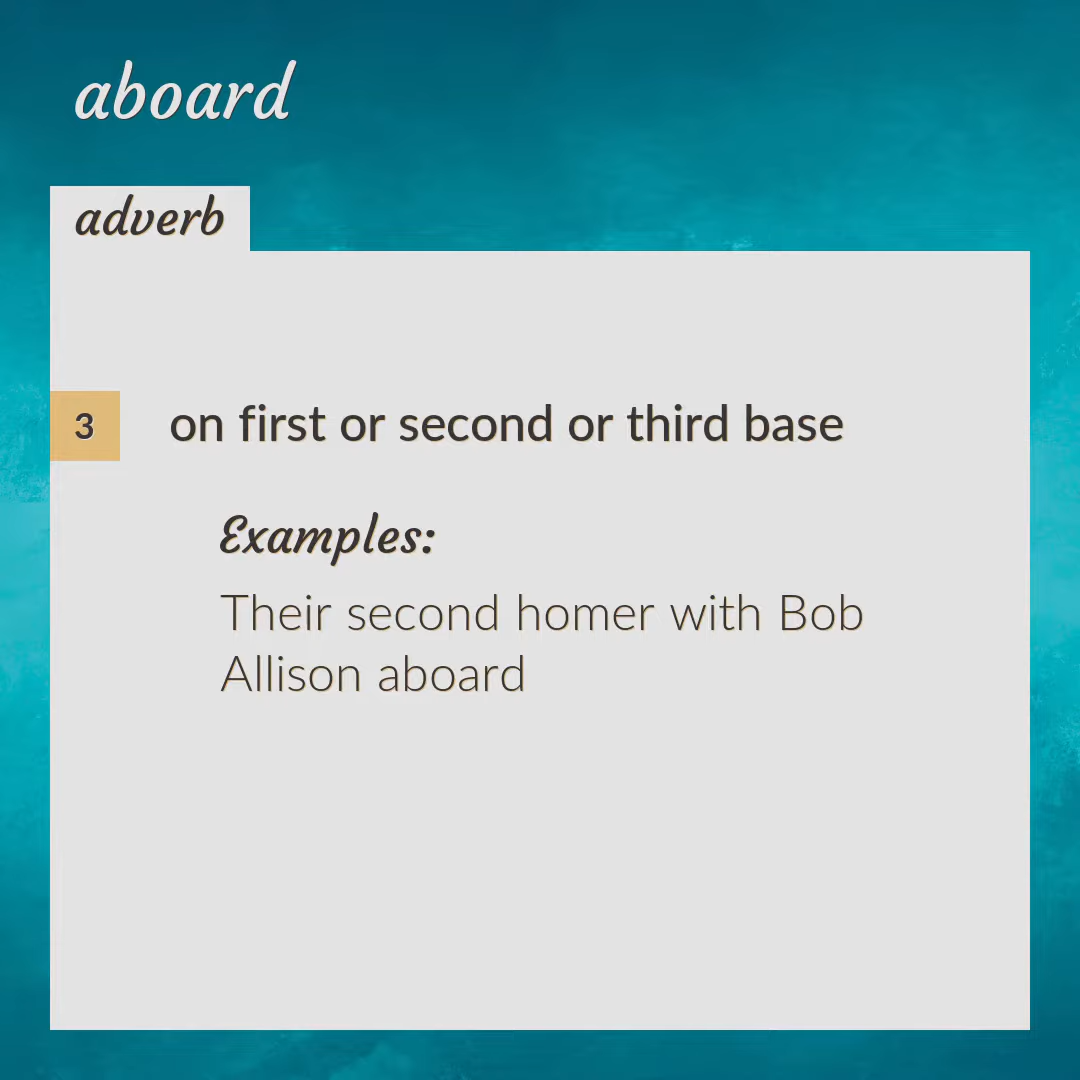 aboard
adverb
3
on first or second or third base
Examples:
Their second homer with Bob
Allison aboard